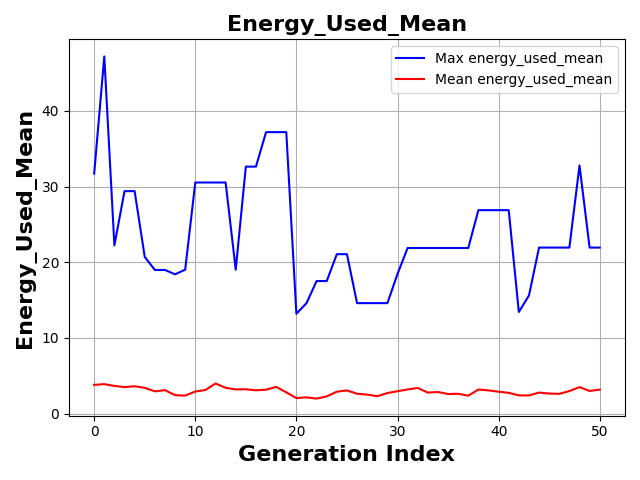 Energy_Used_Mean
Max energy_used_mean
Mean energy_used_mean
Energy_Used_Mean
40
30
20
10
0
0 10 20 30 40 50
Generation Index